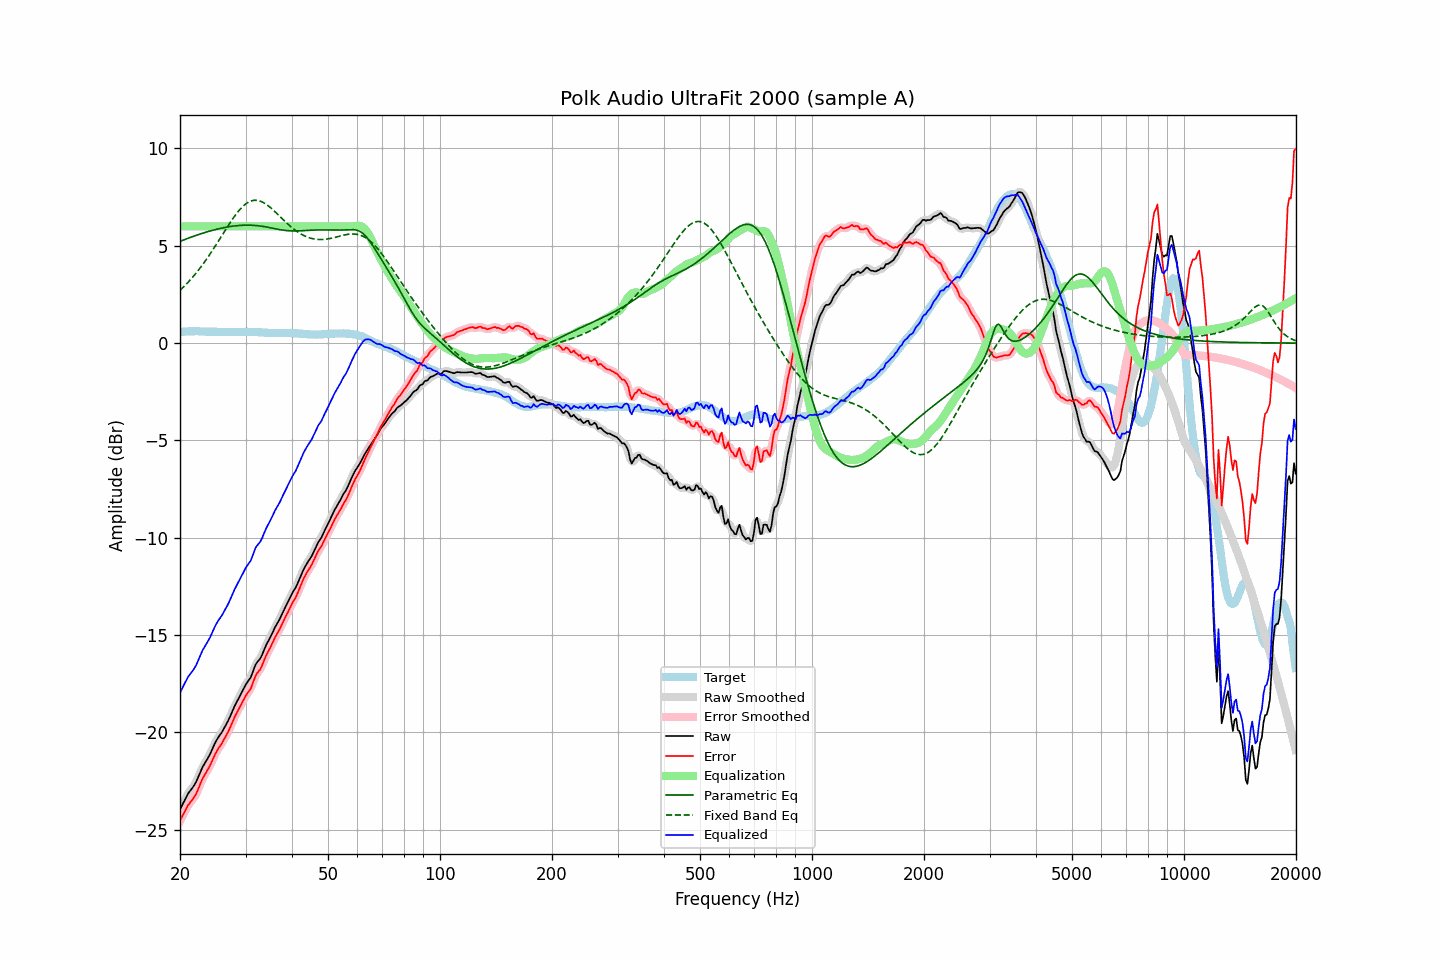 Polk Audio UltraFit 2000 (sample A)
Amplitude (dBr)
10
5
0
−5
−10
−15
−20
−25
Target
Raw Smoothed
Error Smoothed
Raw
Error
Equalization
Parametric Eq
Fixed Band Eq
Equalized
20 50 100 200 500 1000 2000 5000 10000 20000
Frequency (Hz)